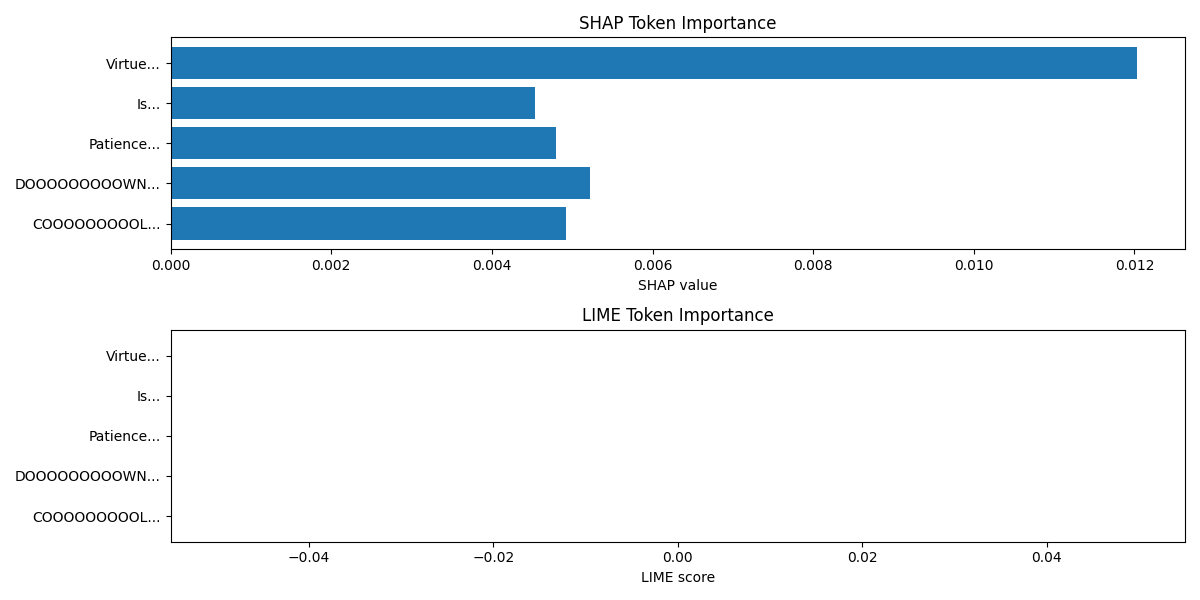 SHAP Token Importance
Virtue...
Is...
Patience...
DOOOOOOOOOWN...
COOOOOOOOOL...
0.000 0.002 0.004 0.006 0.008 0.010 0.012
SHAP value
LIME Token Importance
Virtue...
Is...
Patience...
DOOOOOOOOOWN...
COOOOOOOOOL...
−0.04 −0.02 0.00 0.02 0.04
LIME score